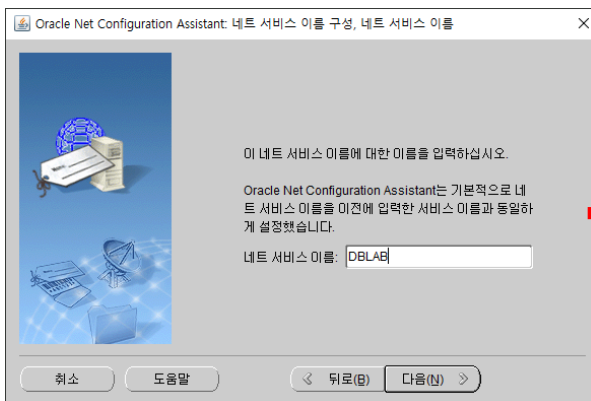 Oracle Net Configuration Assistant: 네트 서비스 이름 구성, 네트 서비스 이름
이 네트 서비스 이름에 대한 이름을 입력하십시오.
Oracle Net Configuration Assistant는 기본적으로 네
트 서비스 이름을 이전에 입력한 서비스 이름과 동일하
게 설정했습니다.
네트 서비스 이름: DBLAB
취소 도움말 뒤로(B) 다음(N)